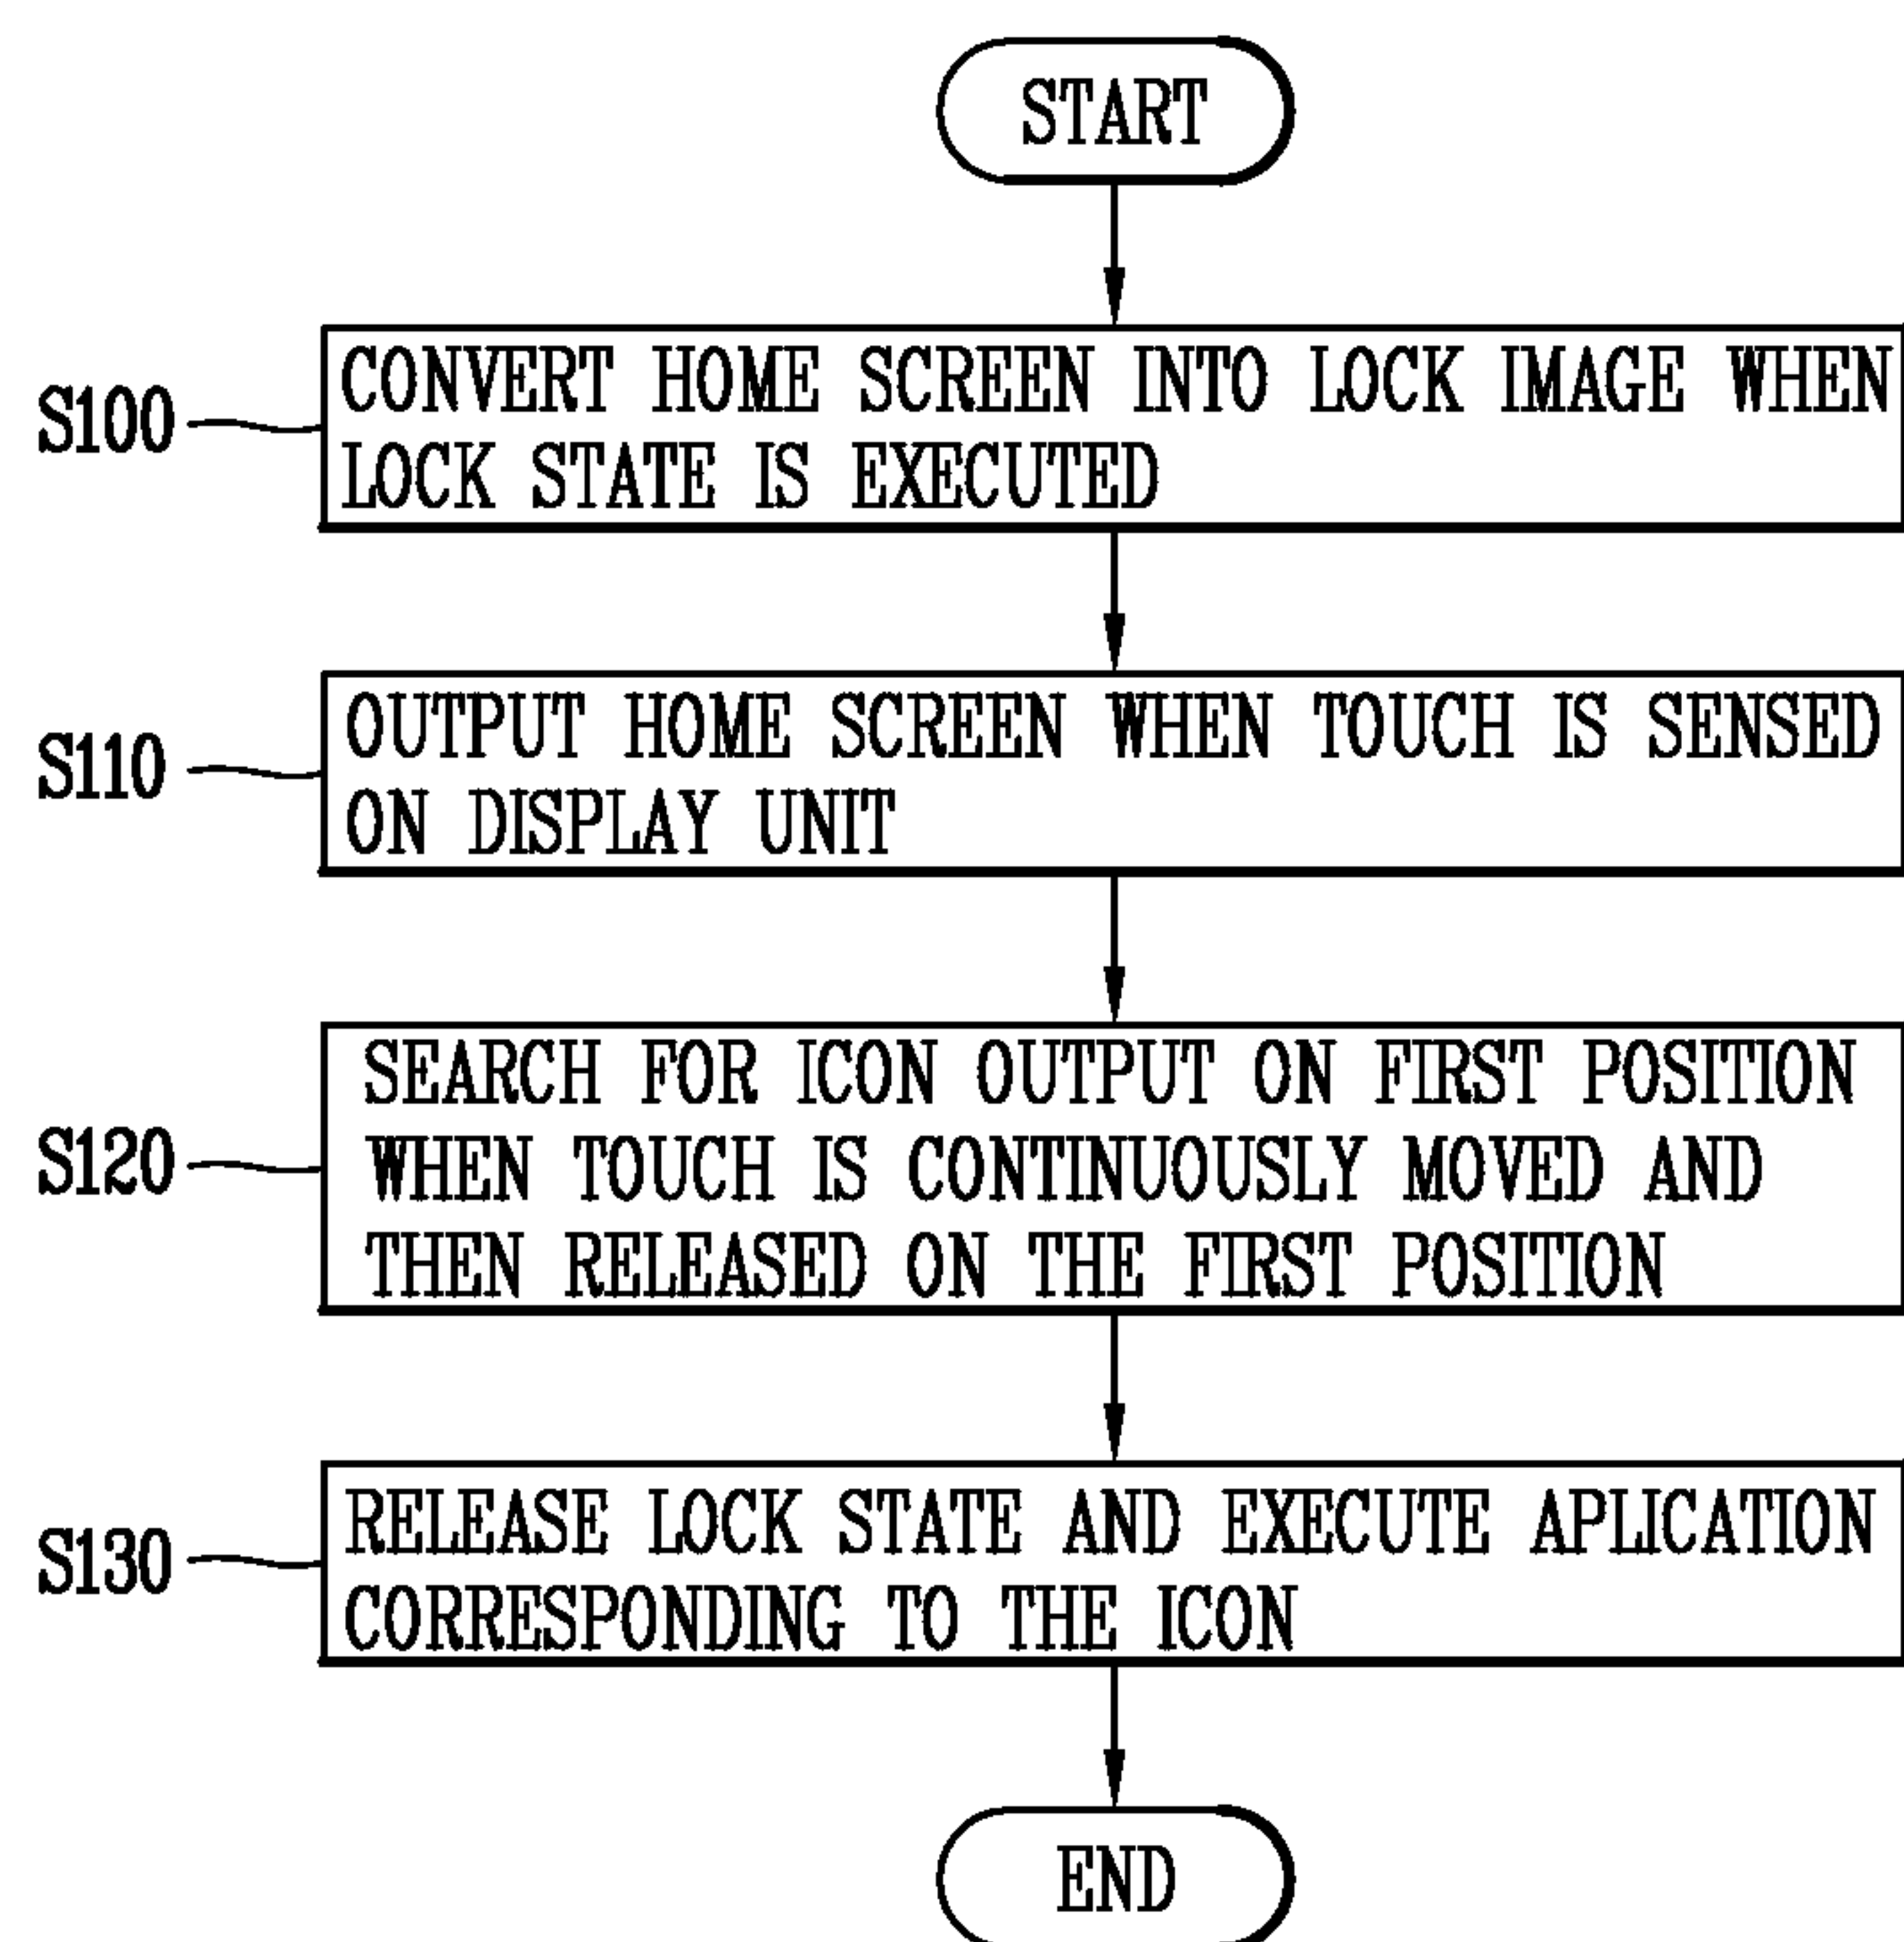 START
S100
CONVERT HOME SCREEN INTO LOCK IMAGE WHEN
LOCK STATE IS EXECUTED
S110
OUTPUT HOME SCREEN WHEN TOUCH IS SENSED
ON DISPLAY UNIT
S120
SEARCH FOR ICON OUTPUT ON FIRST POSITION
WHEN TOUCH IS CONTINUOUSLY MOVED AND
THEN RELEASED ON THE FIRST POSITION
S130
RELEASE LOCK STATE AND EXECUTE APLICATION
CORRESPONDING TO THE ICON
END